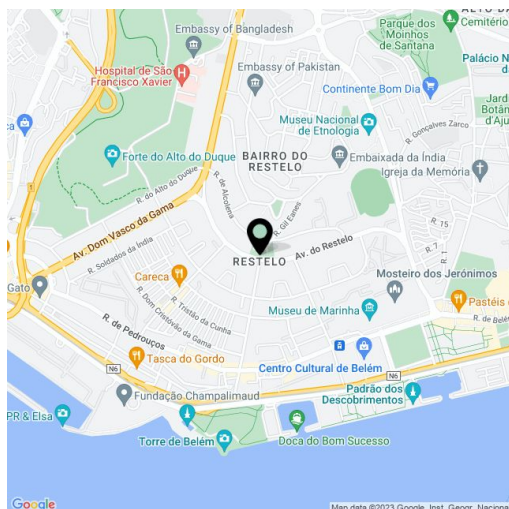 ALTO DA
Parque dos
Moinhos
de Santana
Cemitério
Embassy of Bangladesh
Hospital de São
Francisco Xavier
H
Embassy of Pakistan
Palácio N
Continente Bom Dia
Museu Nacional
de Etnologia
Jard
Botân
d'Aju
R. Gonçalves Zarco
Forte do Alto do Duque
BAIRRO DO
RESTELO
Embaixada da Índia
Igreja da Memória
R. do Alto do Duque
R. de Alcolena
1
Av. Dom Vasco da Gama
R. Gil Eanes
R. 15
R. 7
R. 1
R. Soldados da Índia
RESTELO
Av. do Restelo
Careca
Mosteiro dos Jerónimos
Gato
R. Tristão da Cunha
R. Dom Cristóvão da Gama
Museu de Marinha
Pastéis d
R. de Belé
R. de Pedrouços
Tasca do Gordo
N6
N6
Centro Cultural de Belém
Fundação Champalimaud
Padrão dos
Descobrimentos
PR & Elsa
Torre de Belém
Doca do Bom Sucesso
Google
Map data ©2023 Google, Inst. Geogr. Naciona